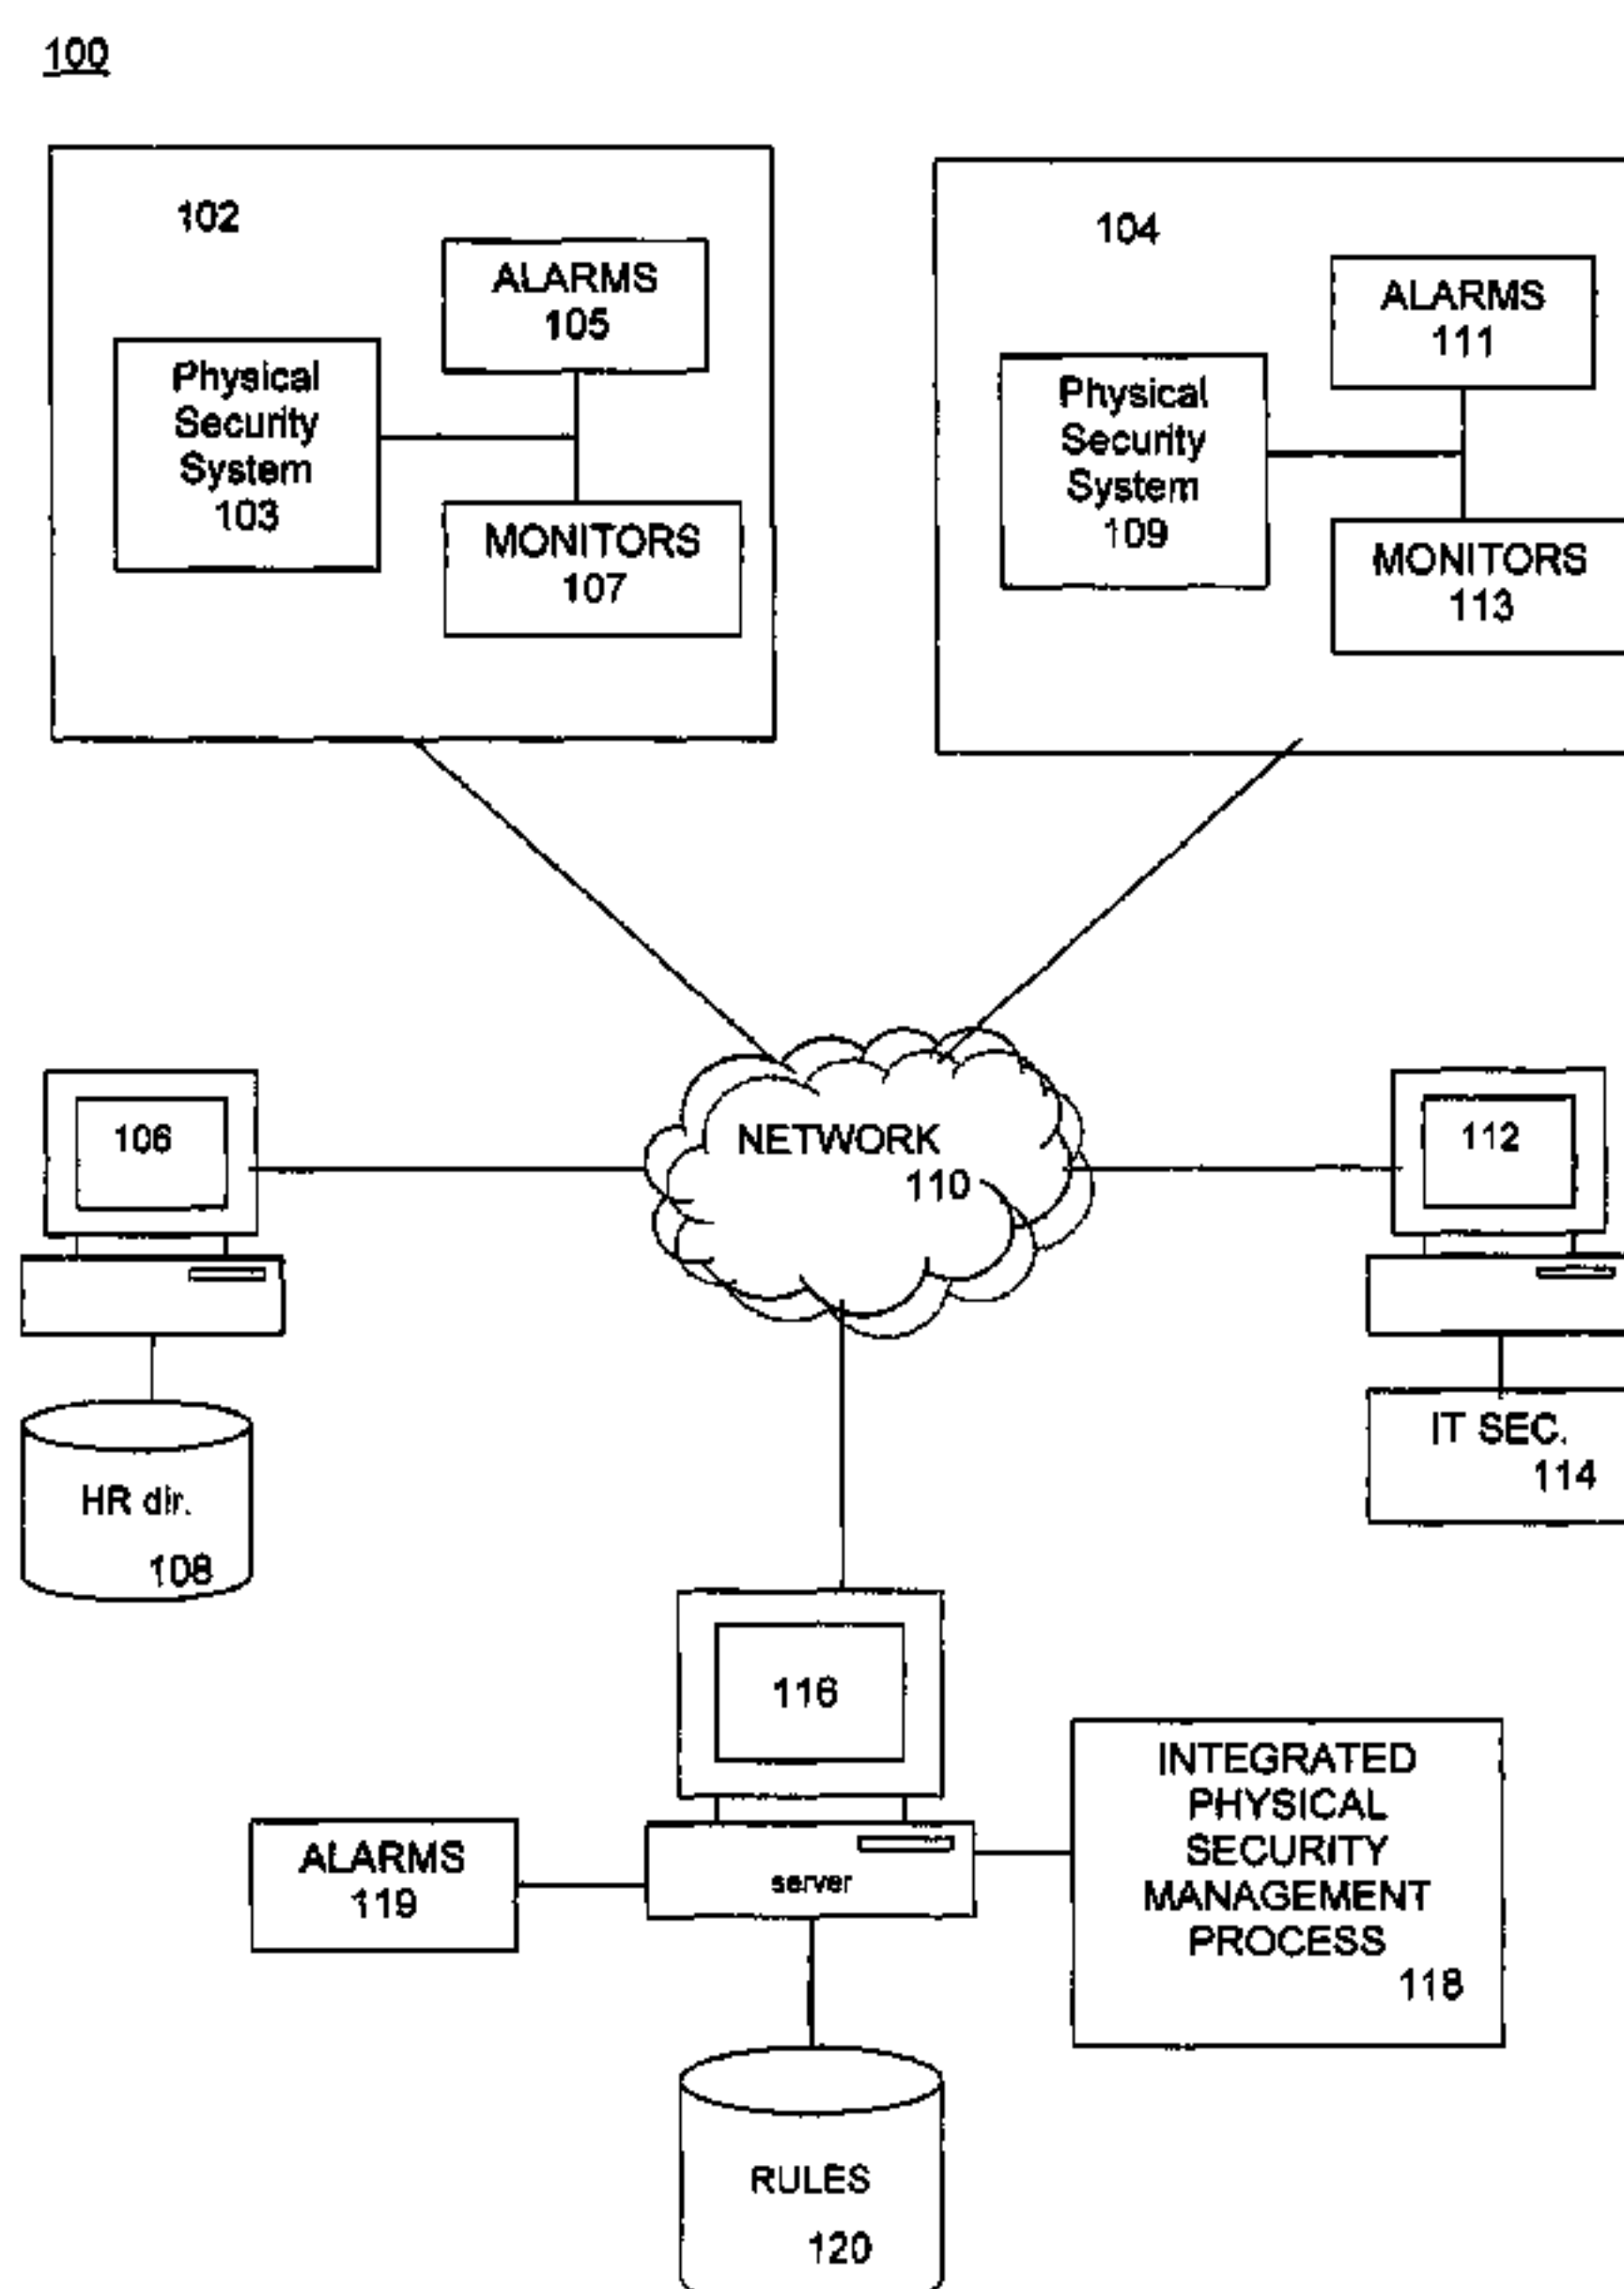 100
102
ALARMS
105
Physical
Security
System
103
MONITORS
107
104
ALARMS
111
Physical
Security
System
109
MONITORS
113
106
NETWORK
110
112
HR dir.
108
IT SEC.
114
116
server
ALARMS
119
INTEGRATED
PHYSICAL
SECURITY
MANAGEMENT
PROCESS
118
RULES
120